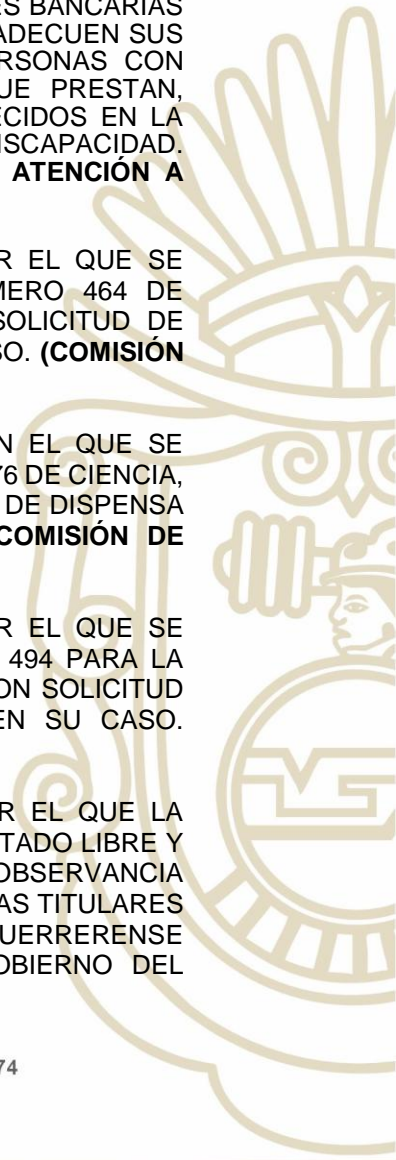 ES BANCARIAS
ADECUEN SUS
RSONAS CON
UE PRESTAN,
ECIDOS EN LA
ISCAPACIDAD.
ATENCIÓN A
R EL QUE SE
MERO 464 DE
SOLICITUD DE
SO. (COMISIÓN
N EL QUE SE
76 DE CIENCIA,
DE DISPENSA
COMISIÓN DE
R EL QUE SE
494 PARA LA
ON SOLICITUD
EN SU CASO.
R EL QUE LA
TADO LIBRE Y
OBSERVANCIA
AS TITULARES
UERRERENSE
OBIERNO DEL
74